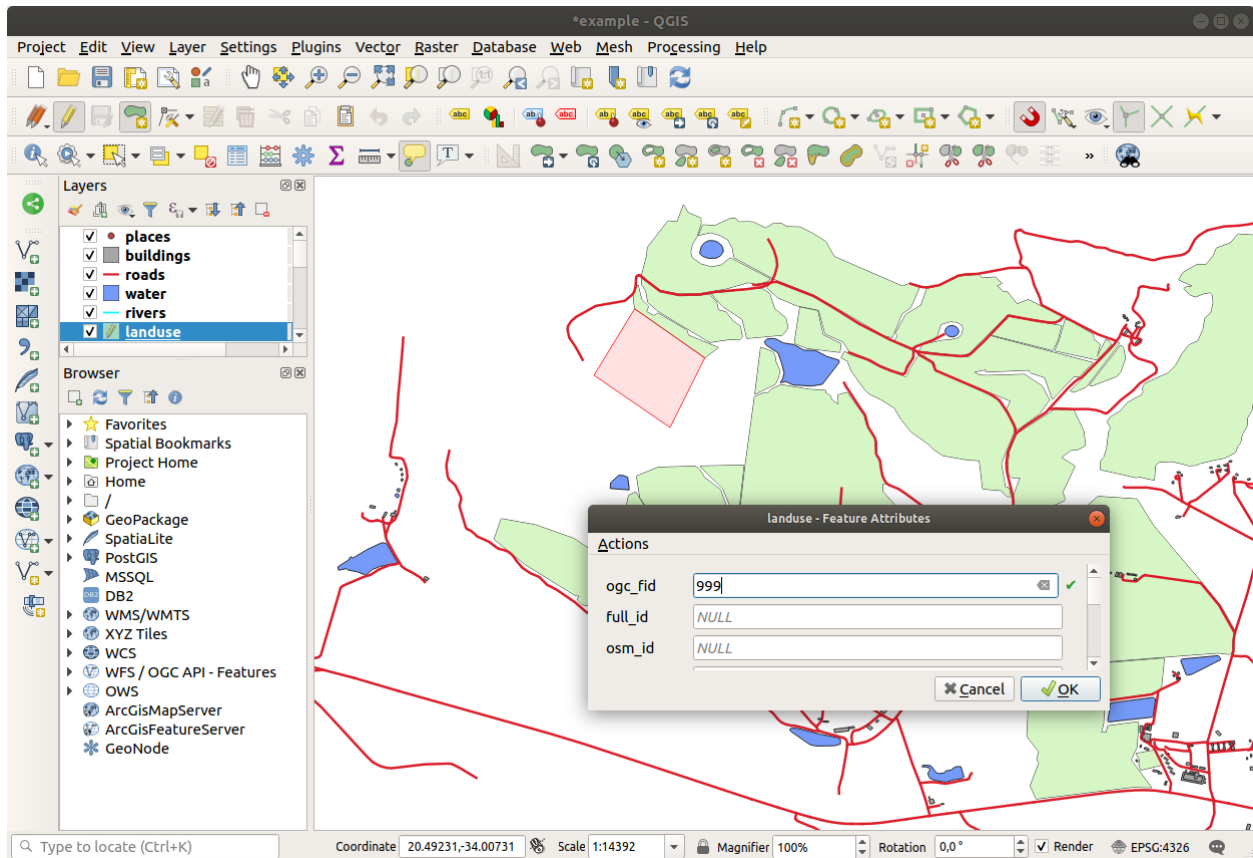 *example - QGIS
Project Edit View Layer Settings Plugins Vector Raster Database Web Mesh Processing Help
Layers
places
buildings
roads
water
rivers
landuse
Browser
Favorites
Spatial Bookmarks
Project Home
Home
/
GeoPackage
SpatiaLite
PostGIS
MSSQL
DB2
WMS/WMTS
XYZ Tiles
WCS
WFS / OGC API - Features
OWS
ArcGisMapServer
ArcGisFeatureServer
GeoNode
landuse - Feature Attributes
Actions
ogc_fid 999
full_id NULL
osm_id NULL
Cancel OK
Type to locate (Ctrl+K) Coordinate 20.49231,-34.00731 Scale 1:14392 Magnifier 100% Rotation 0,0° Render EPSG:4326